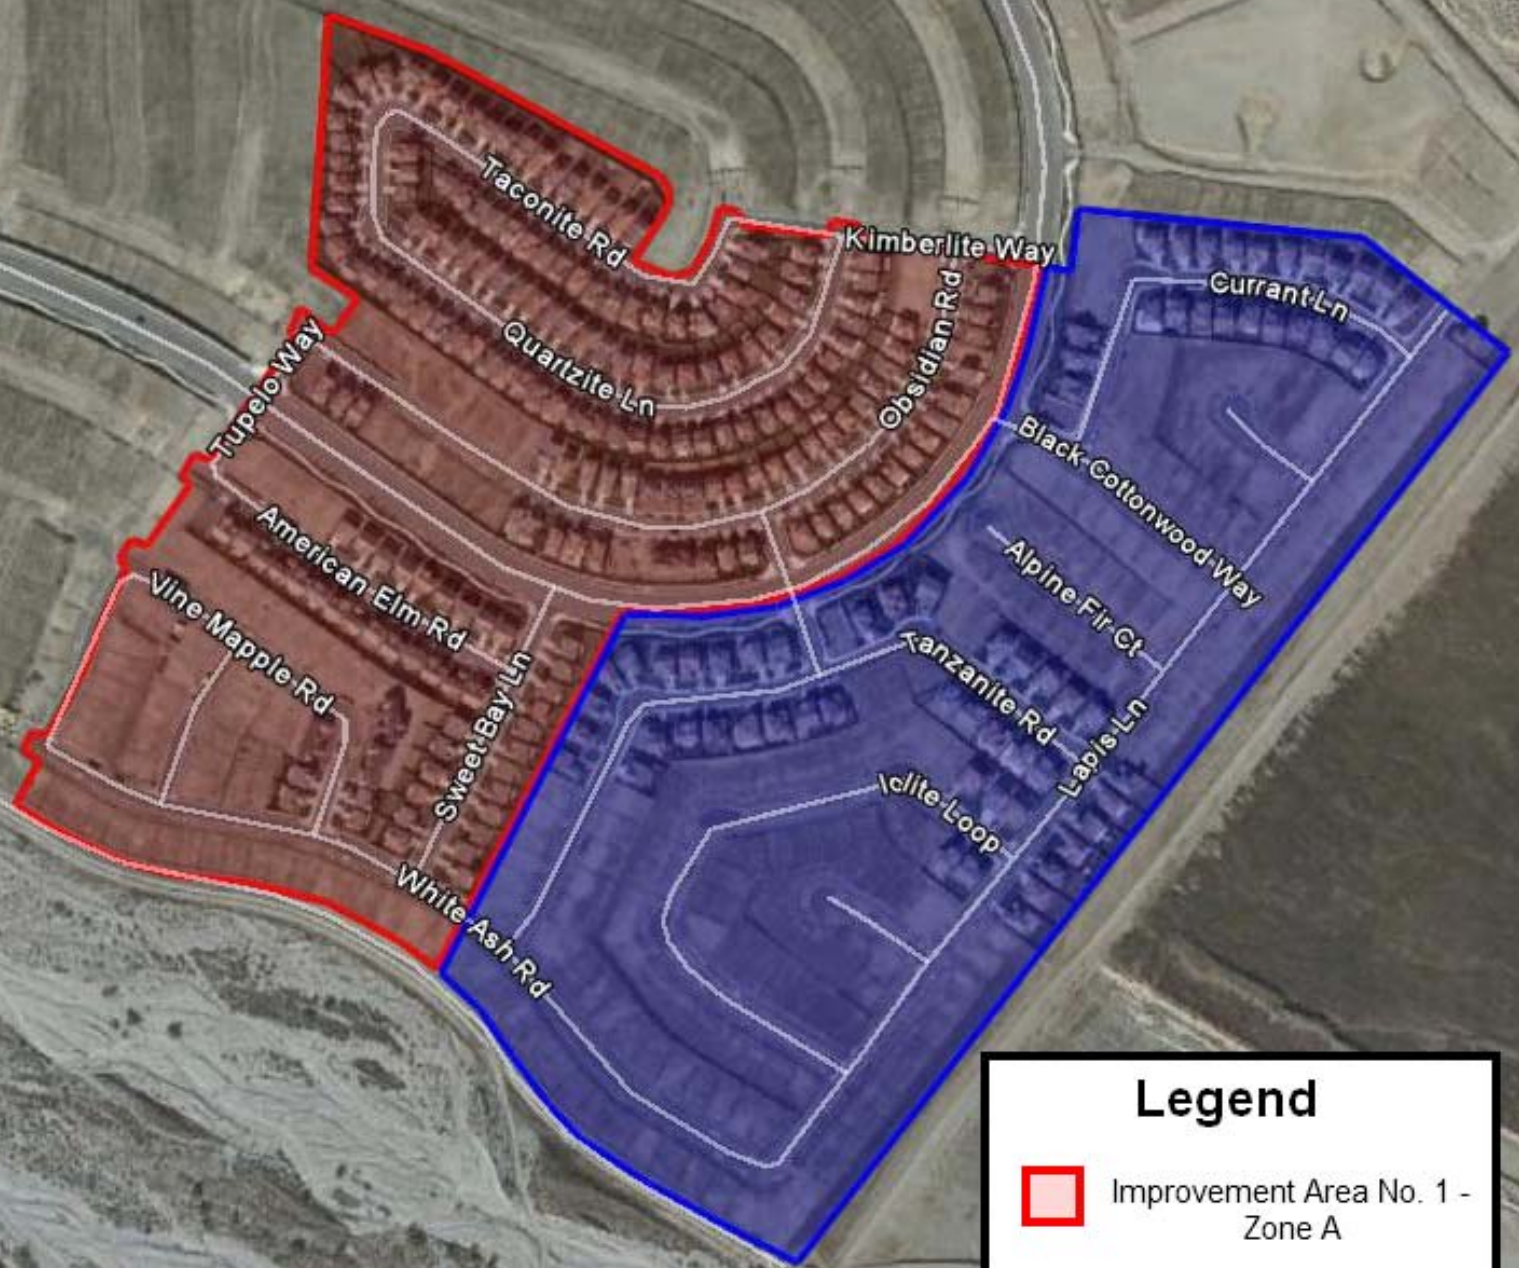 Taconite Rd
Kimberlite Way
Currant Ln
Quartzite Ln
Obsidian Rd
Tupelo Way
Black Cottonwood Way
American Elm Rd
Alpine Fir Ct
Vine Mapple Rd
Tanzanite Rd
Sweet Bay Ln
Lapis Ln
Iclite Loop
White Ash Rd
Legend
Improvement Area No. 1 -
Zone A